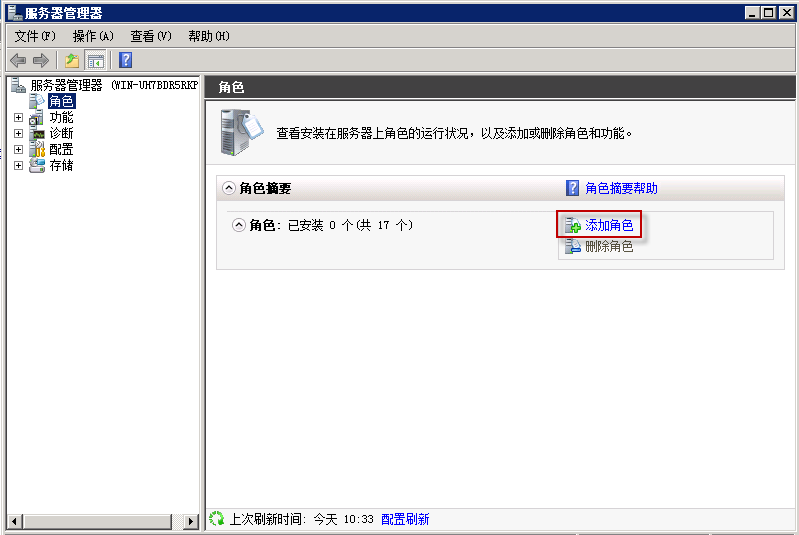 服务器管理器
文件(F) 操作(A) 查看(V) 帮助(H)
服务器管理器 (WIN-UH7BDR5RKP
角色
功能
诊断
配置
存储
角色
查看安装在服务器上角色的运行状况，以及添加或删除角色和功能。
角色摘要
角色摘要帮助
角色: 已安装 0 个(共 17 个)
添加角色
删除角色
上次刷新时间: 今天 10:33 配置刷新